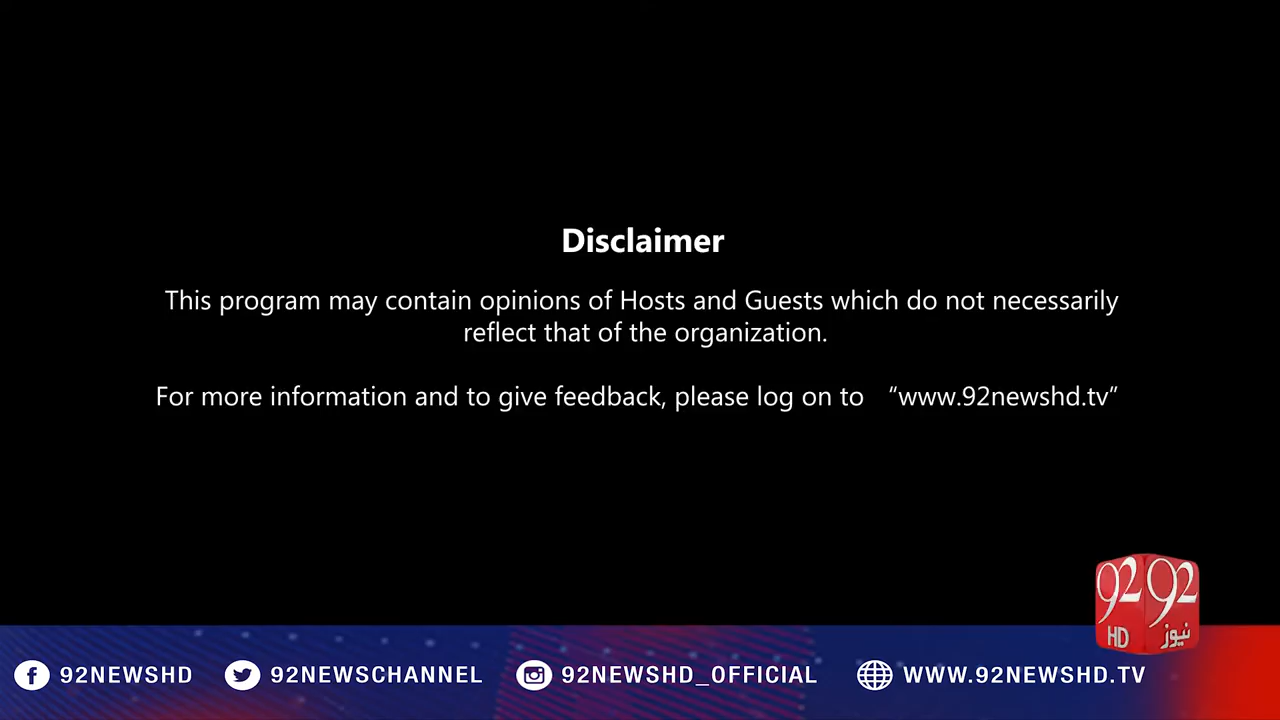 Disclaimer
This program may contain opinions of Hosts and Guests which do not necessarily
reflect that of the organization.
For more information and to give feedback, please log on to “www.92newshd.tv”
92 92
HD نیوز
92NEWSHD 92NEWSCHANNEL 92NEWSHD_OFFICIAL WWW.92NEWSHD.TV